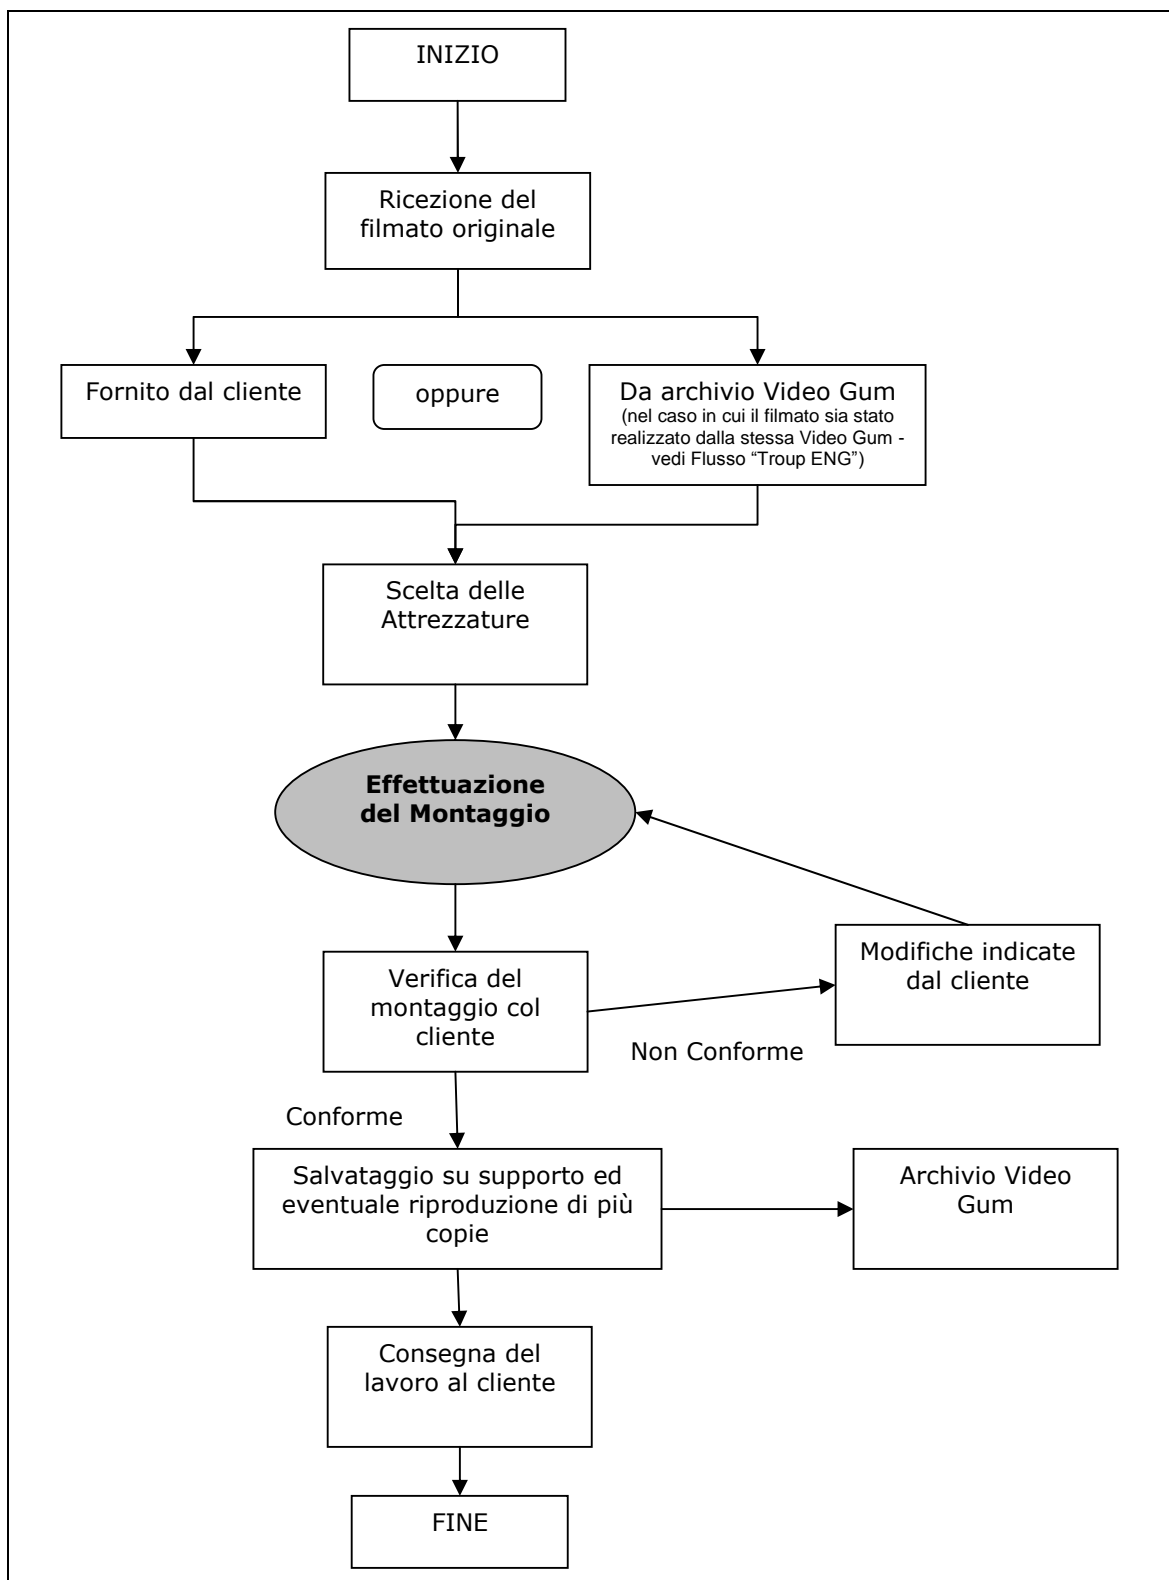 INIZIO
Ricezione del
filmato originale
Fornito dal cliente
oppure
Da archivio Video Gum
(nel caso in cui il filmato sia stato
realizzato dalla stessa Video Gum -
vedi Flusso “Troup ENG”)
Scelta delle
Attrezzature
Effettuazione
del Montaggio
Verifica del
montaggio col
cliente
Modifiche indicate
dal cliente
Non Conforme
Conforme
Salvataggio su supporto ed
eventuale riproduzione di più
copie
Archivio Video
Gum
Consegna del
lavoro al cliente
FINE